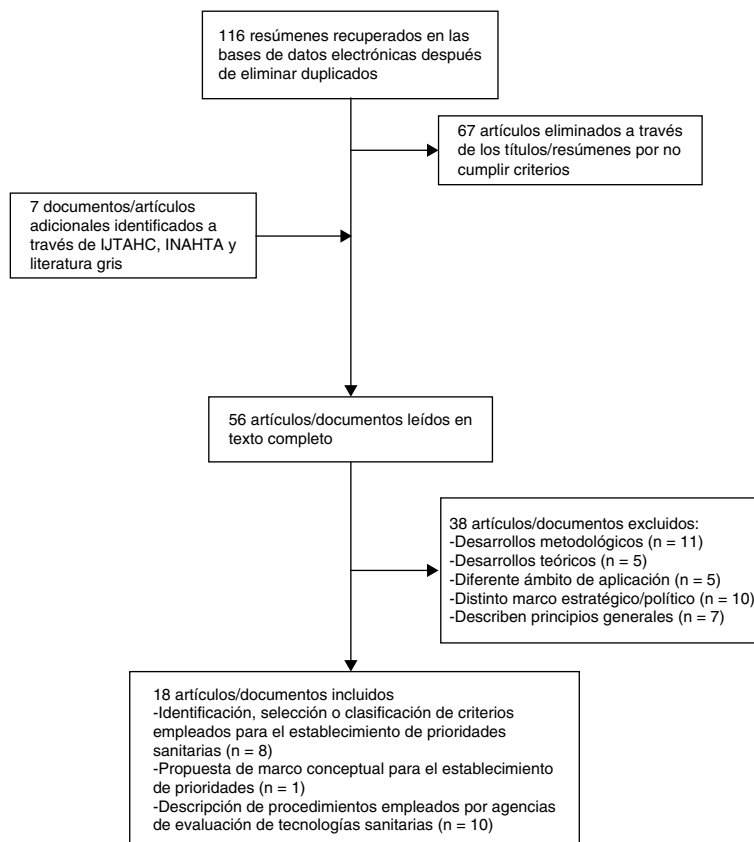 116 resúmenes recuperados en las
bases de datos electrónicas después
de eliminar duplicados
67 artículos eliminados a través
de los títulos/resúmenes por no
cumplir criterios
7 documentos/artículos
adicionales identificados a
través de IJTAHC, INAHTA y
literatura gris
56 artículos/documentos leídos en
texto completo
38 artículos/documentos excluidos:
-Desarrollos metodológicos (n = 11)
-Desarrollos teóricos (n = 5)
-Diferente ámbito de aplicación (n = 5)
-Distinto marco estratégico/político (n = 10)
-Describen principios generales (n = 7)
18 artículos/documentos incluidos
-Identificación, selección o clasificación de criterios
empleados para el establecimiento de prioridades
sanitarias (n = 8)
-Propuesta de marco conceptual para el establecimiento
de prioridades (n = 1)
-Descripción de procedimientos empleados por agencias
de evaluación de tecnologías sanitarias (n = 10)